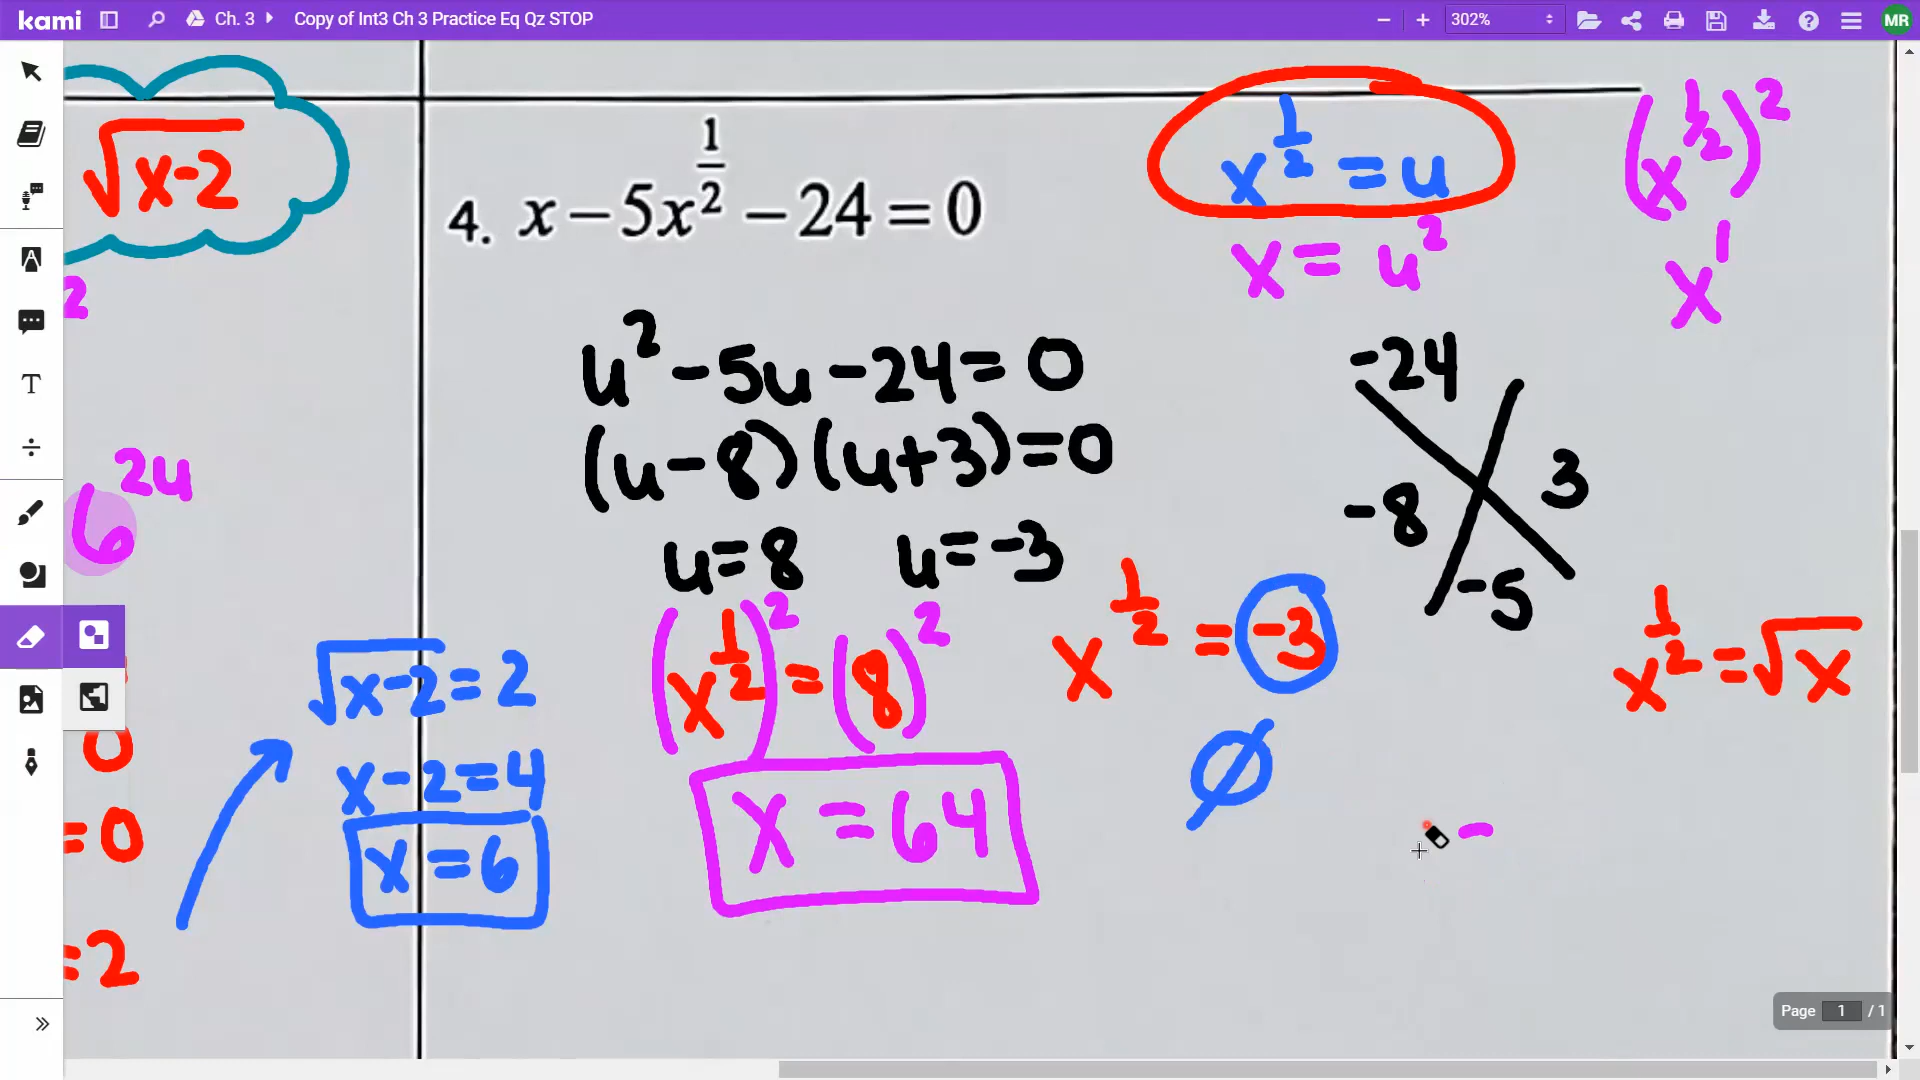 kami
Ch. 3
Copy of Int3 Ch 3 Practice Eq Qz STOP
302%
MR
√x-2
2
6^24
0
=0
=2
4. x − 5x^(1/2) − 24 = 0
x^(1/2) = u
x = u^2
(x^(1/2))^2
x^1
u^2 - 5u - 24 = 0
(u-8)(u+3)=0
u=8 u=-3
(x^(1/2))^2 = (8)^2
x = 64
x^(1/2) = -3
∅
-24
-8 3
-5
x^(1/2) = √x
√x-2 = 2
x-2=4
x=6
-
T
Page 1 / 1